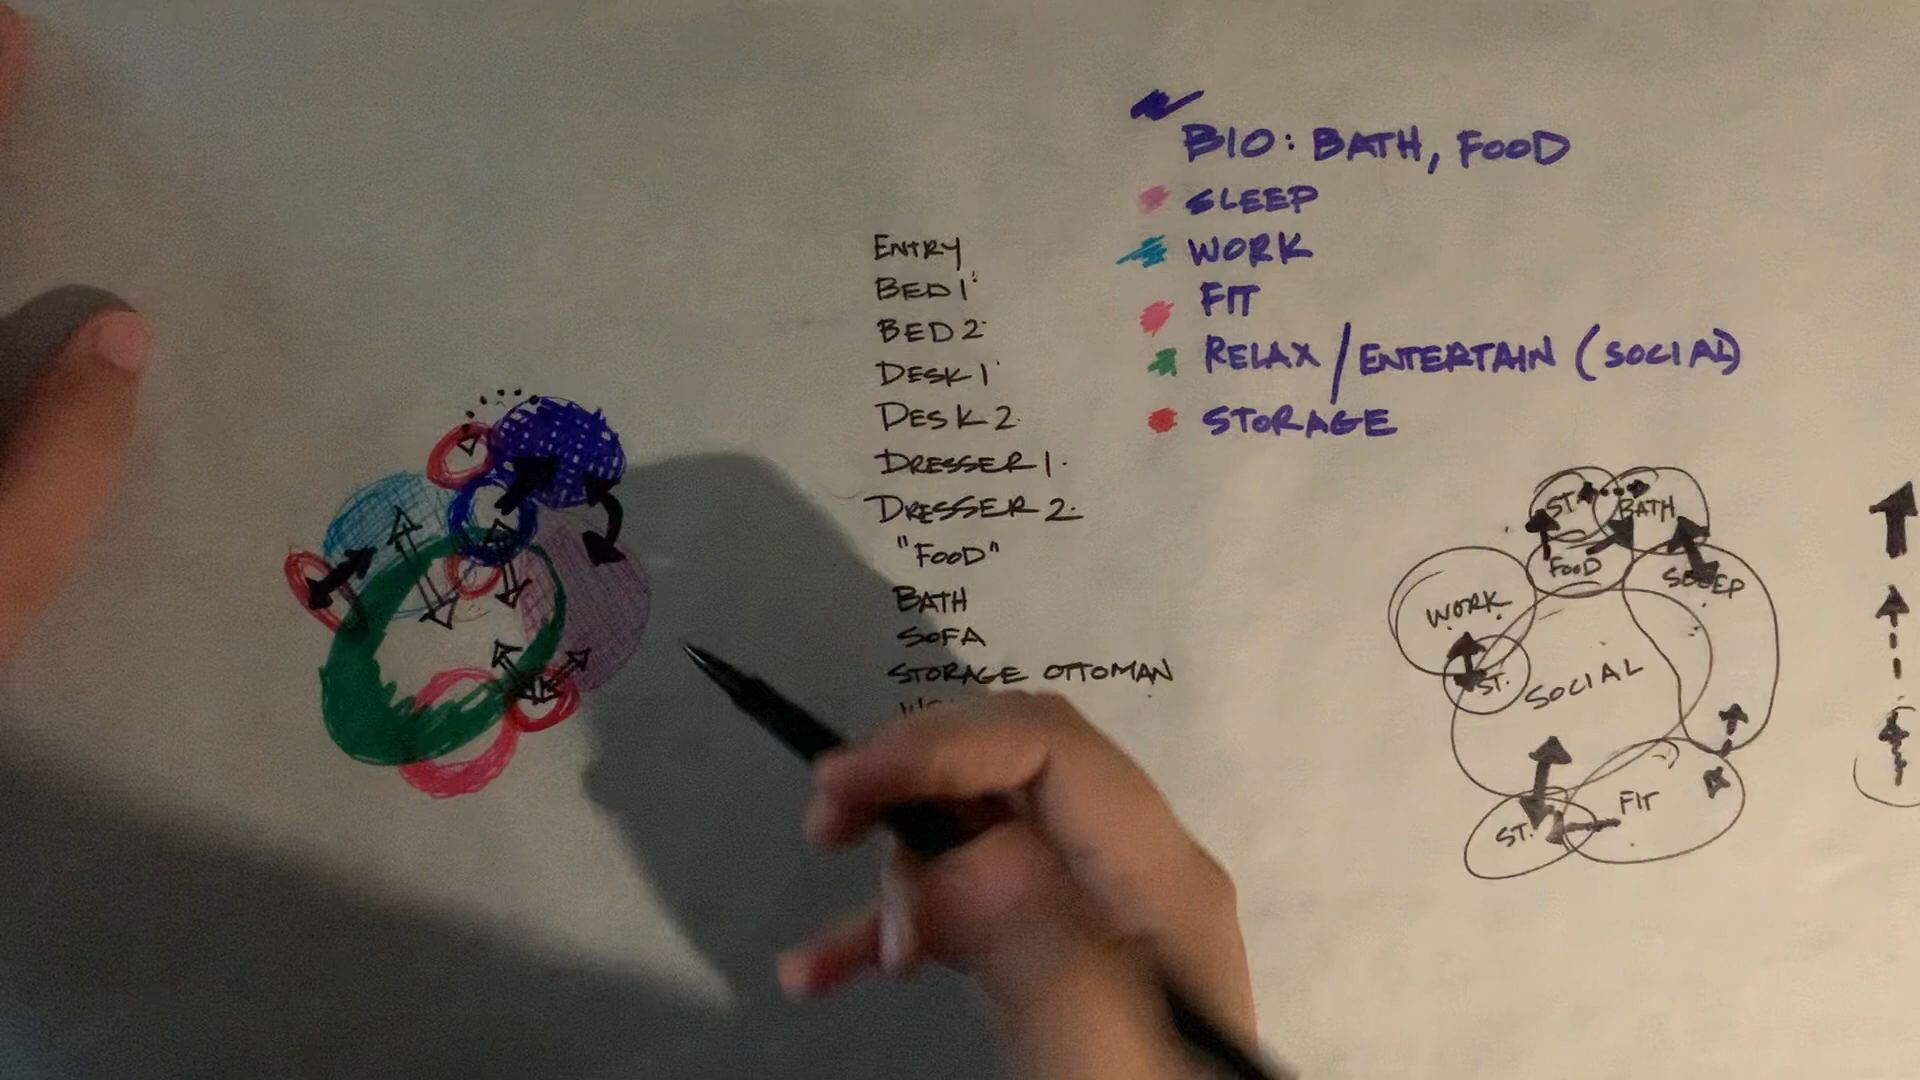 BIO: BATH, FOOD
SLEEP
WORK
FIT
RELAX / ENTERTAIN (SOCIAL)
STORAGE
ENTRY
BED 1
BED 2
DESK 1
DESK 2
DRESSER 1
DRESSER 2
"FOOD"
BATH
SOFA
STORAGE OTTOMAN
ST.
BATH
FOOD
SLEEP
WORK
ST.
SOCIAL
FIT
ST.